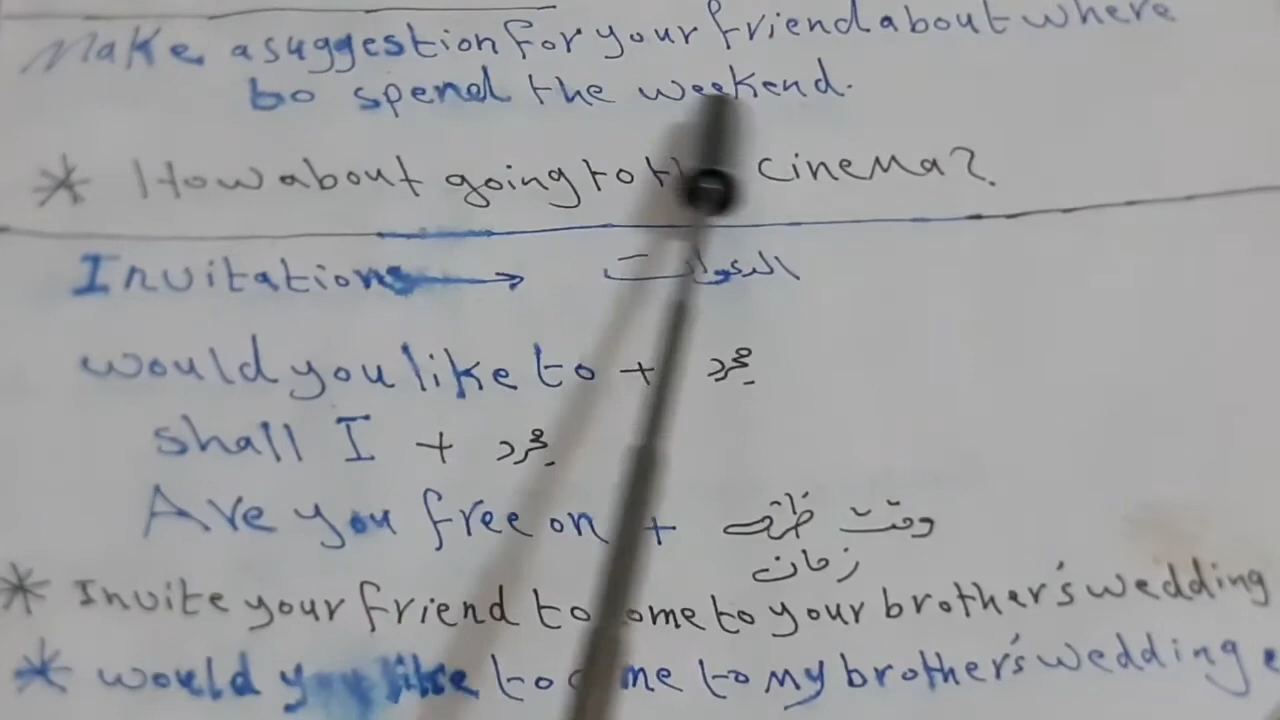 Make a suggestion for your friend about where
to spend the weekend.
* How about going to the cinema?
Invitations → الدعوات
would you like to + مجرد
shall I + مجرد
Are you free on + وقت ظرف
زمان
* Invite your friend to come to your brother's wedding
* would you like to come to my brother's wedding